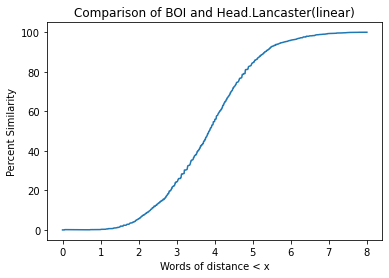 Comparison of BOI and Head.Lancaster(linear)
100
80
60
40
20
0
Percent Similarity
0 1 2 3 4 5 6 7 8
Words of distance < x